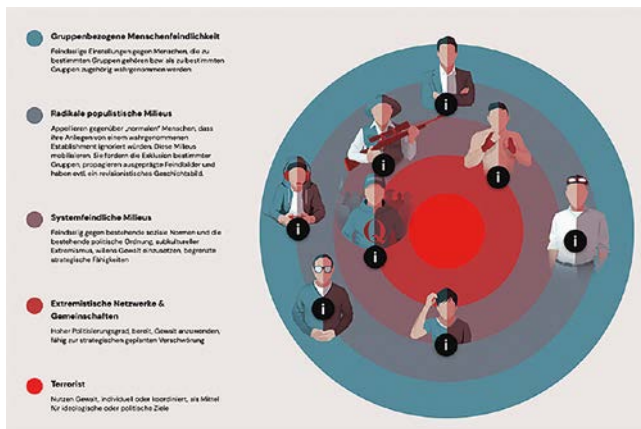 Gruppenbezogene Menschenfeindlichkeit
Feindselige Einstellungen gegen Menschen, die zu
bestimmten Gruppen gehören bzw. als zu bestimmten
Gruppen zugehörig wahrgenommen werden
Radikale populistische Milieus
Appellieren gegenüber „normalen" Menschen, dass
ihre Anliegen von einem wahrgenommenen
Establishment ignoriert würden. Diese Milieus
mobilisieren. Sie fordern die Exklusion bestimmter
Gruppen, propagieren ausgeprägte Feindbilder und
haben evtl. ein revisionistisches Geschichtsbild.
Systemfeindliche Milieus
Feindselig gegen bestehende soziale Normen und die
bestehende politische Ordnung, subkultureller
Extremismus, willens Gewalt einzusetzen, begrenzte
strategische Fähigkeiten
Extremistische Netzwerke &
Gemeinschaften
Hoher Politisierungsgrad, bereit, Gewalt anzuwenden,
fähig zur strategischen geplanten Verschwörung
Terrorist
Nutzen Gewalt, individuell oder koordiniert, als Mittel
für ideologische oder politische Ziele
i
i
i
i
Q
i
i
i
i